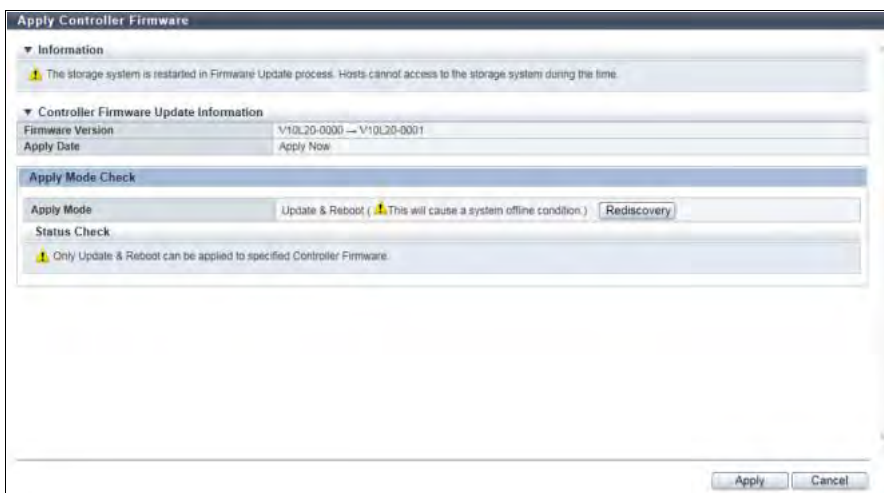 Apply Controller Firmware
▼ Information
The storage system is restarted in Firmware Update process. Hosts cannot access to the storage system during the time.
▼ Controller Firmware Update Information
Firmware Version V10L20-0000 → V10L20-0001
Apply Date Apply Now
Apply Mode Check
Apply Mode Update & Reboot ( This will cause a system offline condition.) Rediscovery
Status Check
Only Update & Reboot can be applied to specified Controller Firmware.
Apply Cancel